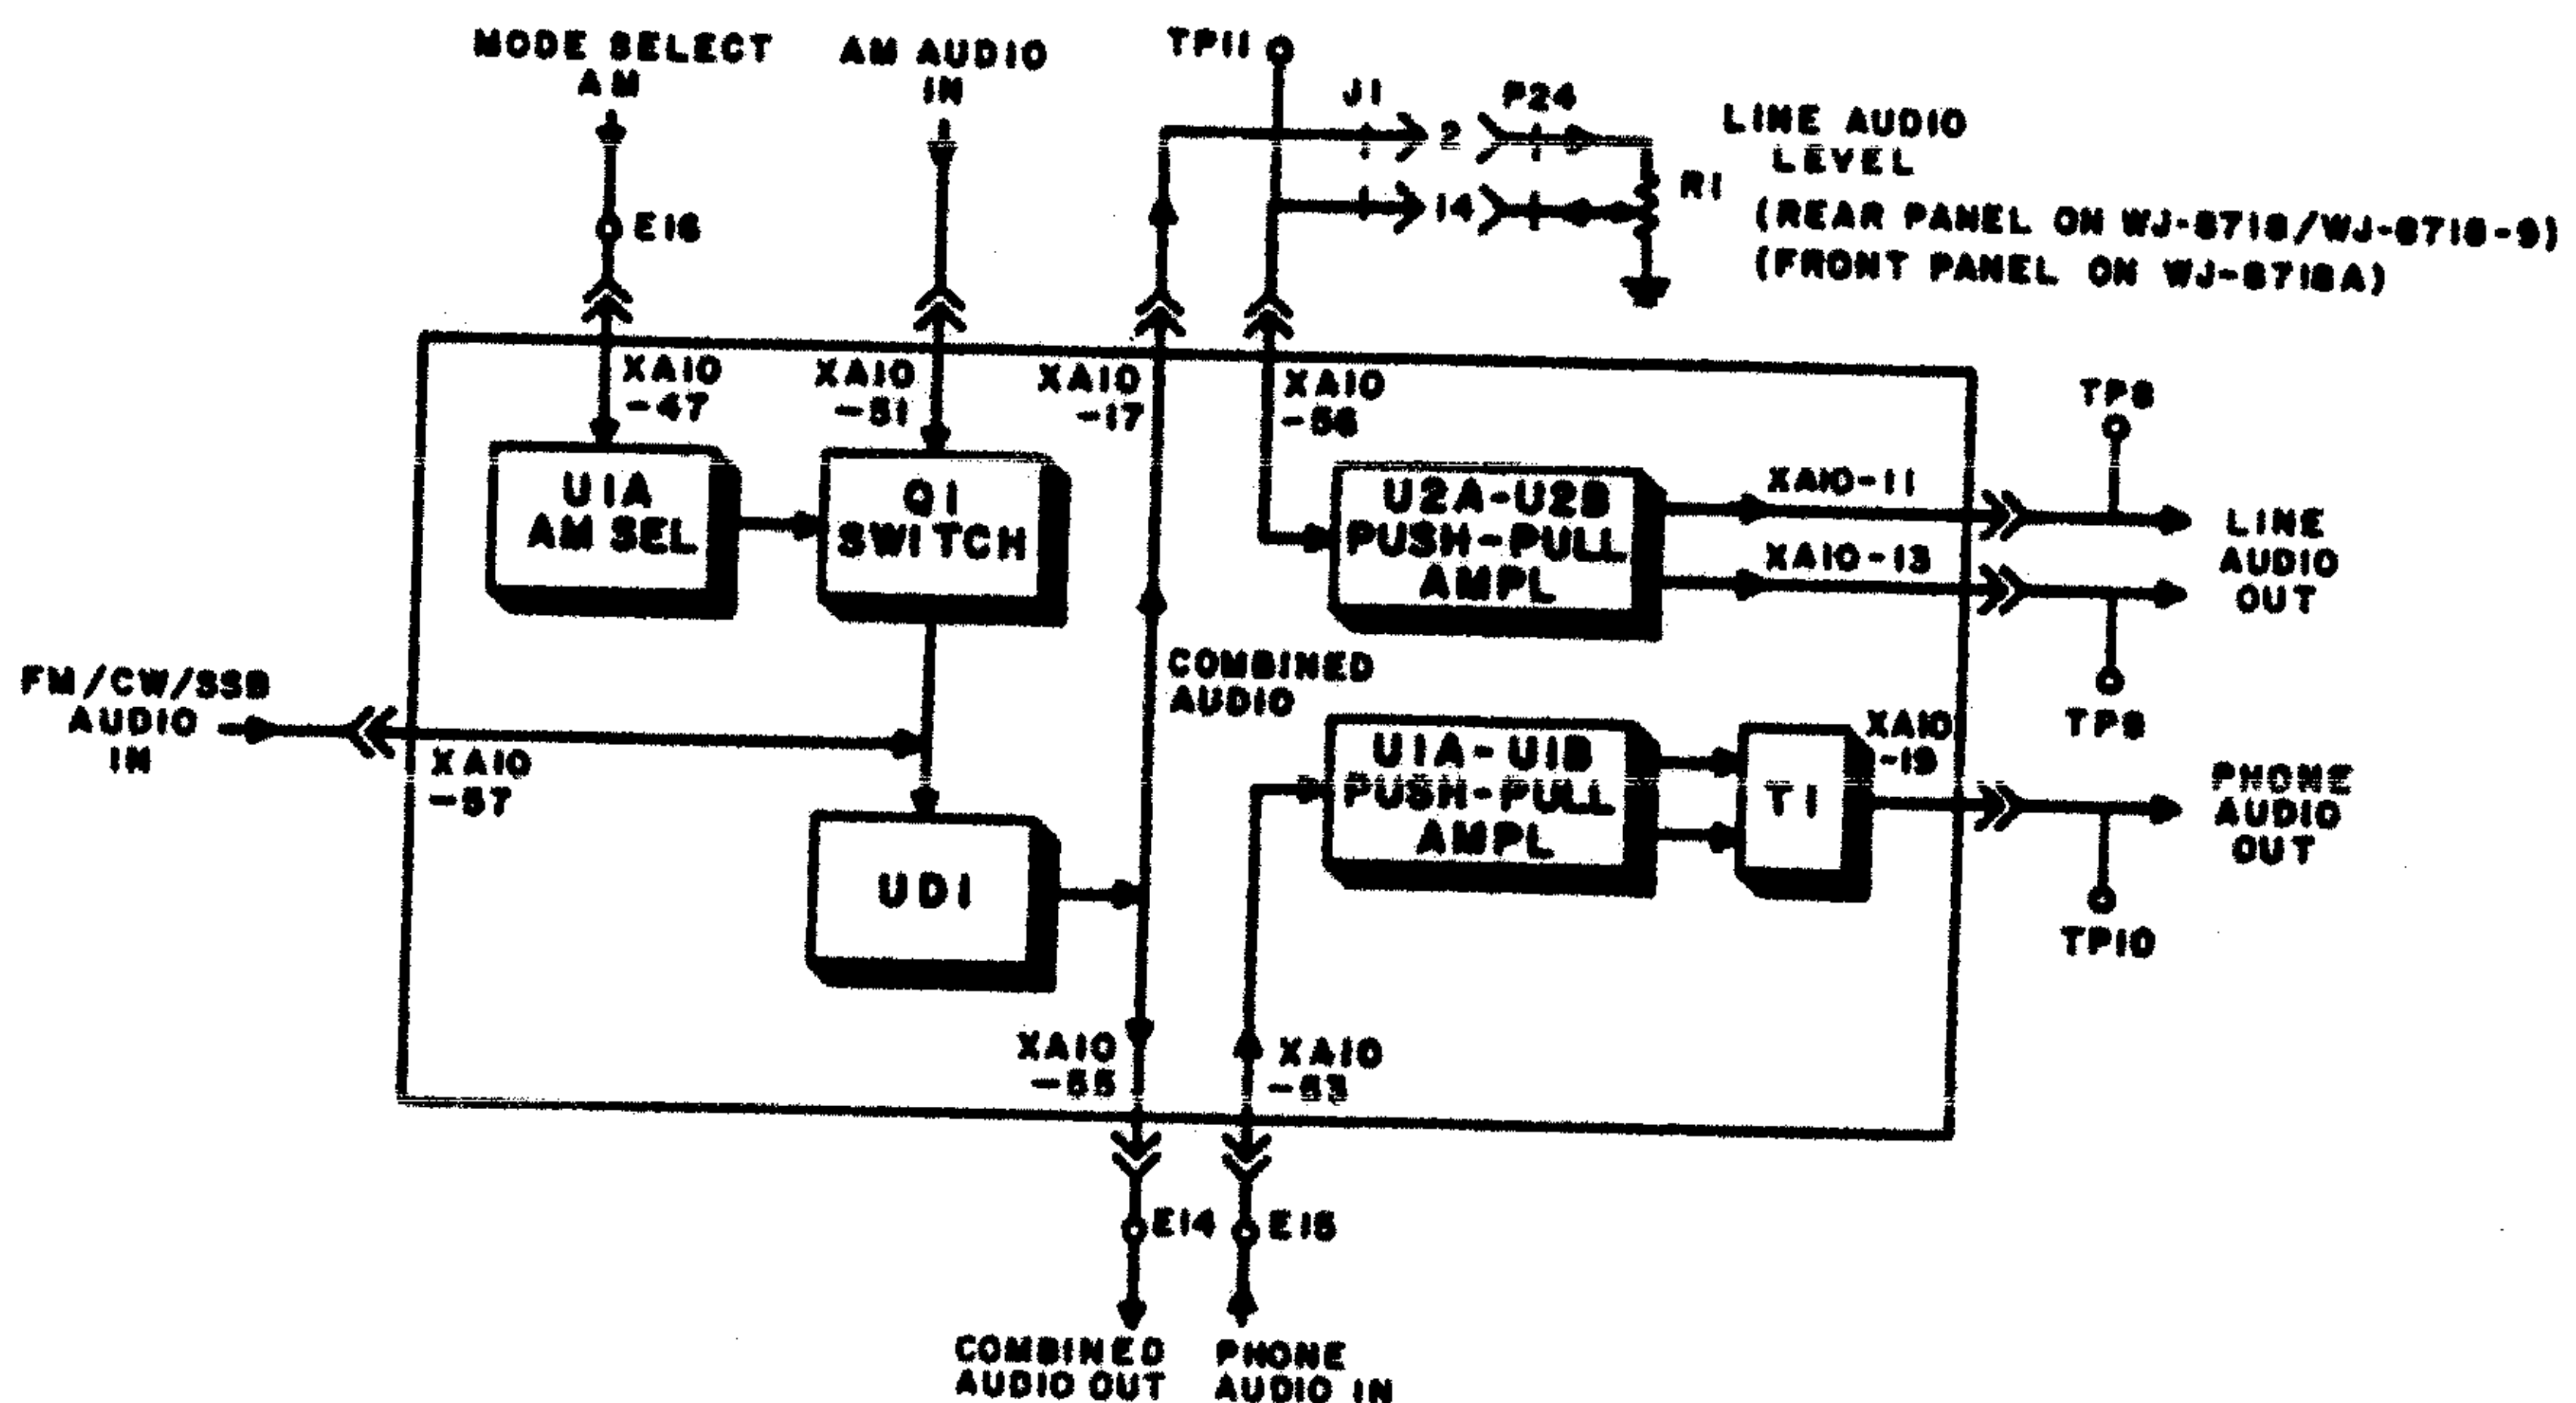 MODE SELECT
AM
AM AUDIO
IN
TP11
J1
P24
2
14
R1
LINE AUDIO
LEVEL
(REAR PANEL ON WJ-8718/WJ-8718-9)
(FRONT PANEL ON WJ-8718A)
E16
XA10
-47
XA10
-51
XA10
-17
XA10
-56
U1A
AM SEL
Q1
SWITCH
U2A-U2B
PUSH-PULL
AMPL
XA10-11
XA10-13
TP8
LINE
AUDIO
OUT
TP9
FM/CW/SSB
AUDIO
IN
XA10
-57
COMBINED
AUDIO
U1A-U1B
PUSH-PULL
AMPL
T1
XA10
-19
PHONE
AUDIO
OUT
TP10
UD1
XA10
-55
XA10
-53
E14
E15
COMBINED
AUDIO OUT
PHONE
AUDIO IN